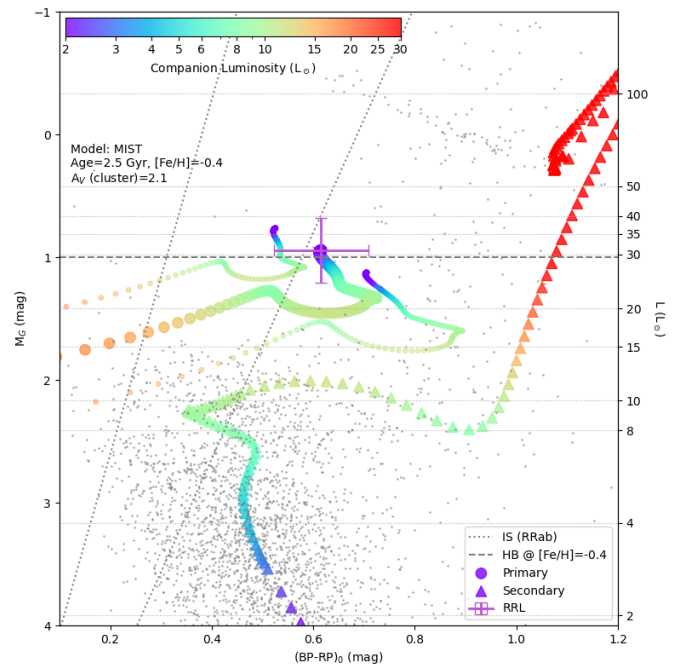 2 3 4 5 6 8 10 15 20 25 30
Companion Luminosity (L☉)
Model: MIST
Age=2.5 Gyr, [Fe/H]=-0.4
A_V (cluster)=2.1
−1
0
1
2
3
4
M_G (mag)
100
50
40
35
30
20
15
10
8
4
2
L (L☉)
IS (RRab)
HB @ [Fe/H]=-0.4
Primary
Secondary
RRL
0.2 0.4 0.6 0.8 1.0 1.2
(BP-RP)₀ (mag)